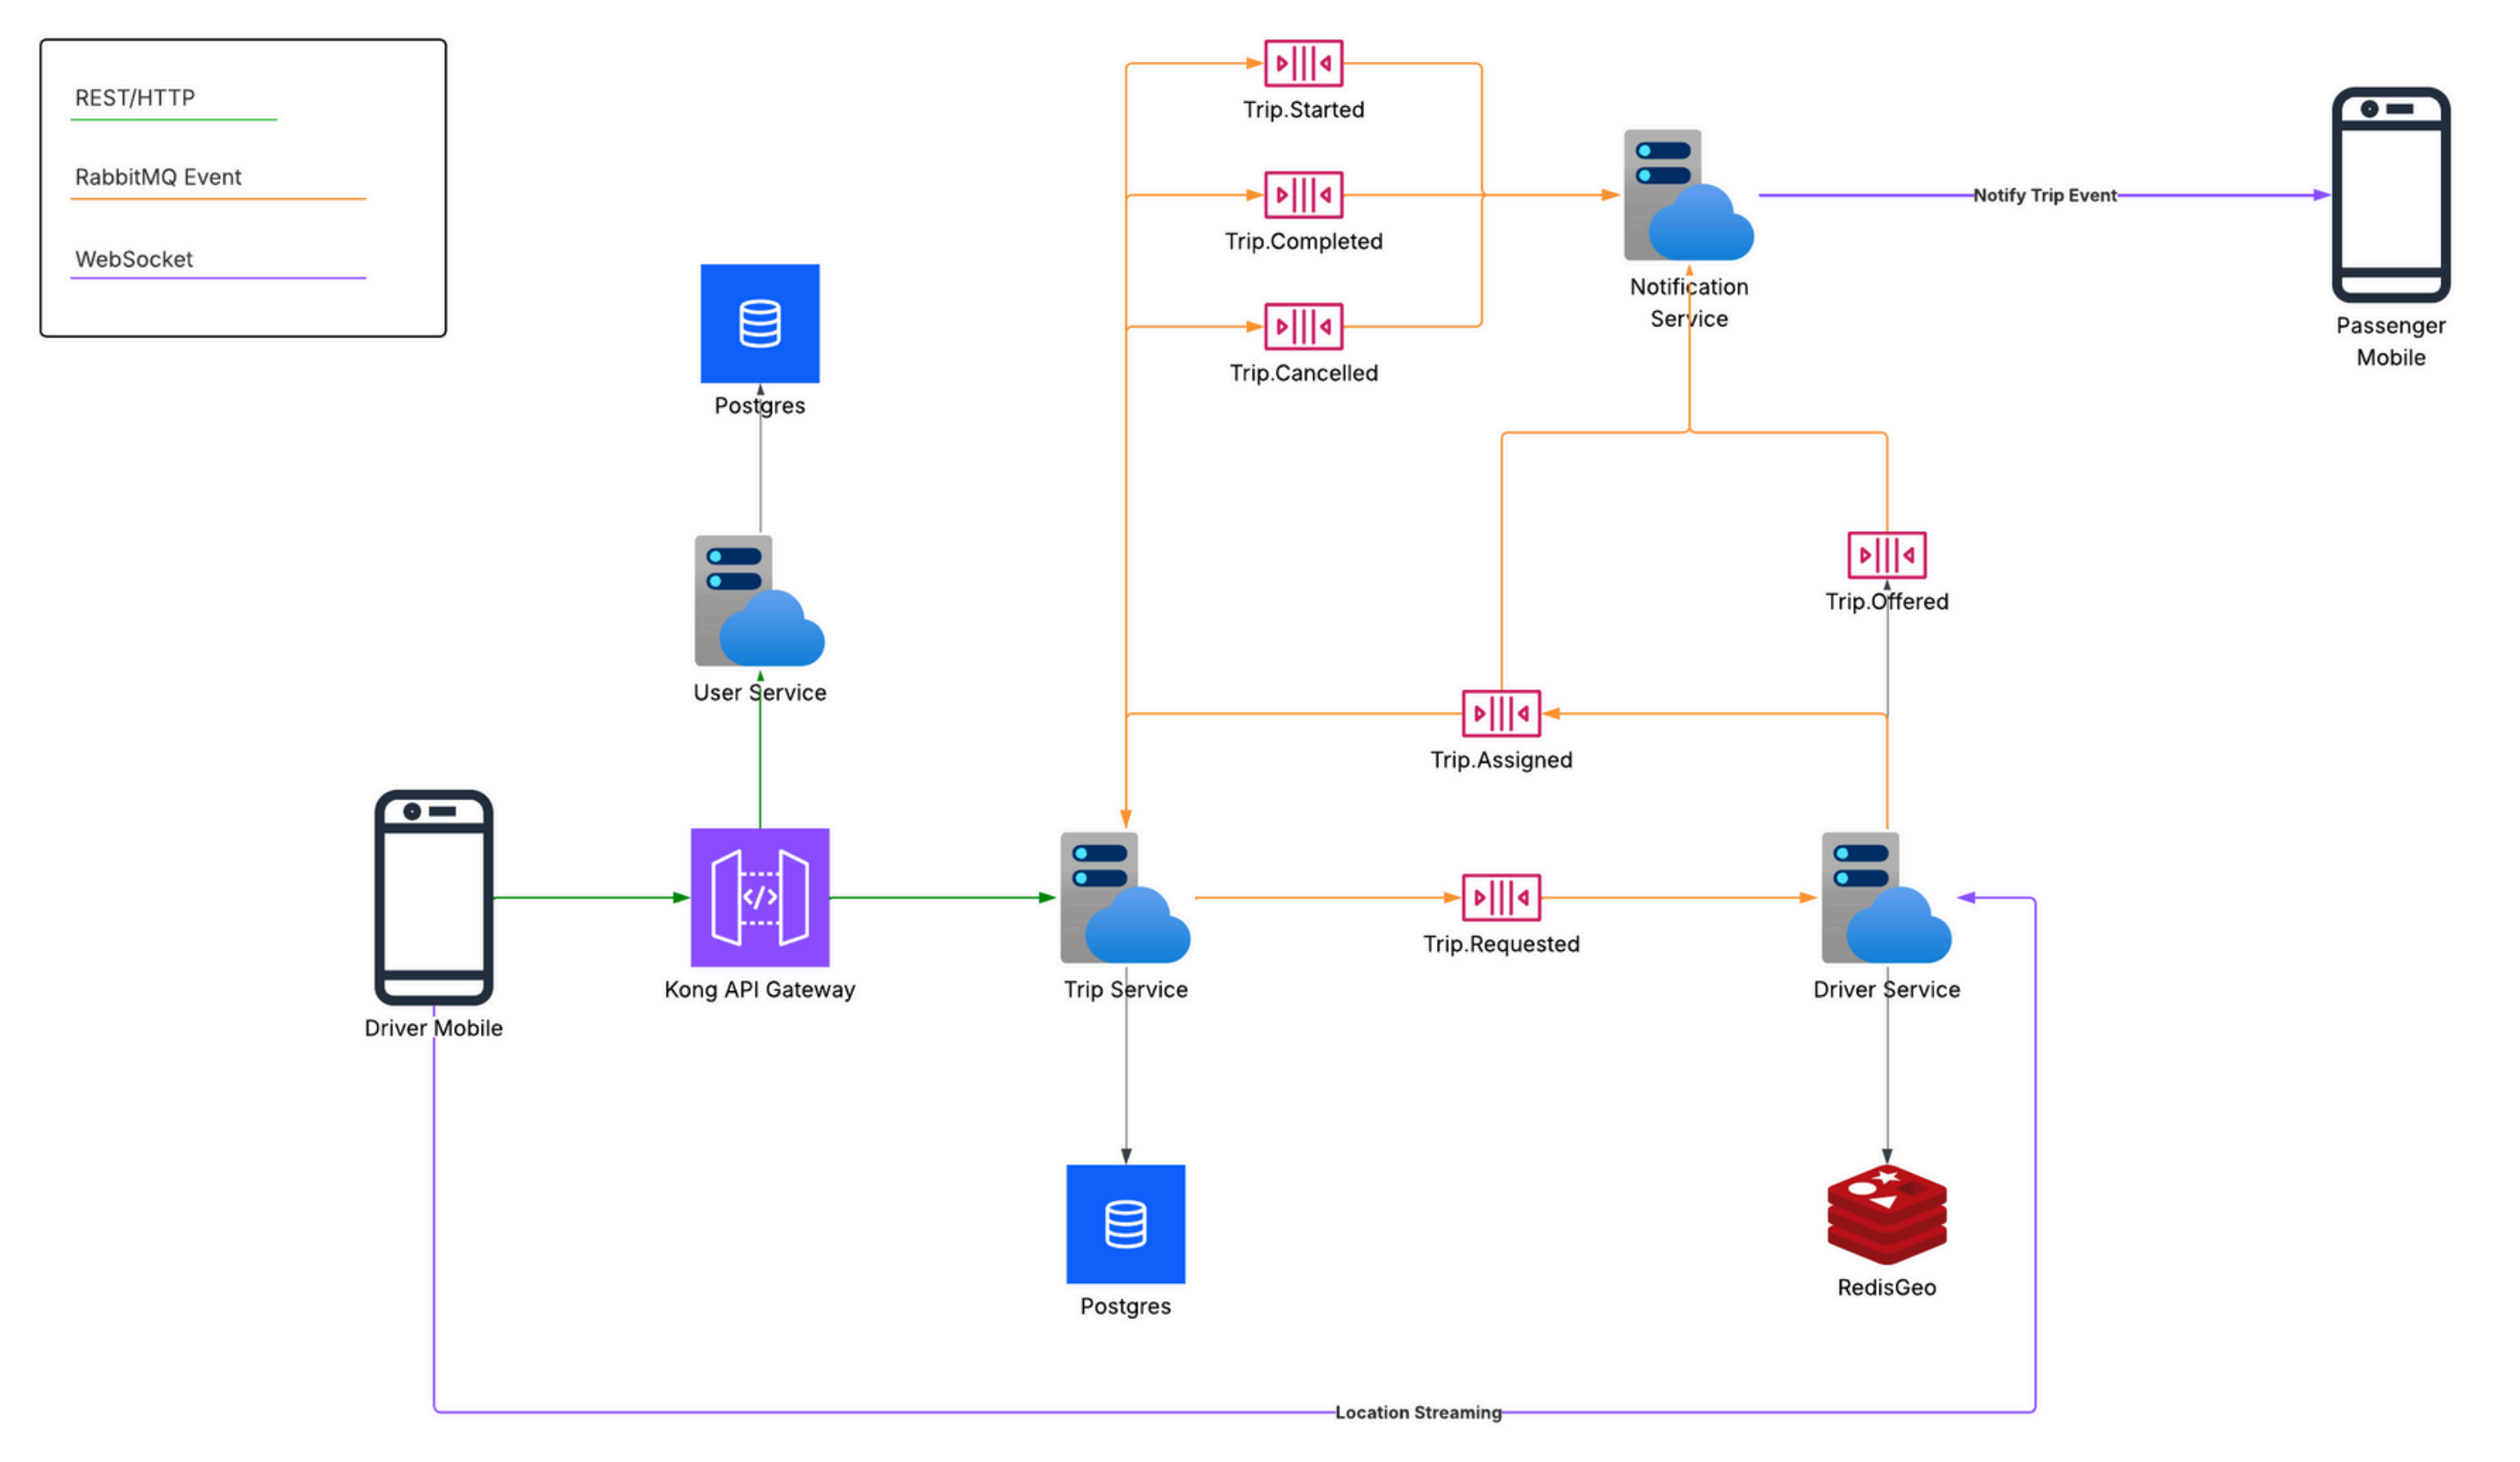 REST/HTTP
RabbitMQ Event
WebSocket
Trip.Started
Trip.Completed
Trip.Cancelled
Notification
Service
Notify Trip Event
Passenger
Mobile
Postgres
User Service
Trip.Offered
Trip.Assigned
Driver Mobile
Kong API Gateway
Trip Service
Trip.Requested
Driver Service
Postgres
RedisGeo
Location Streaming